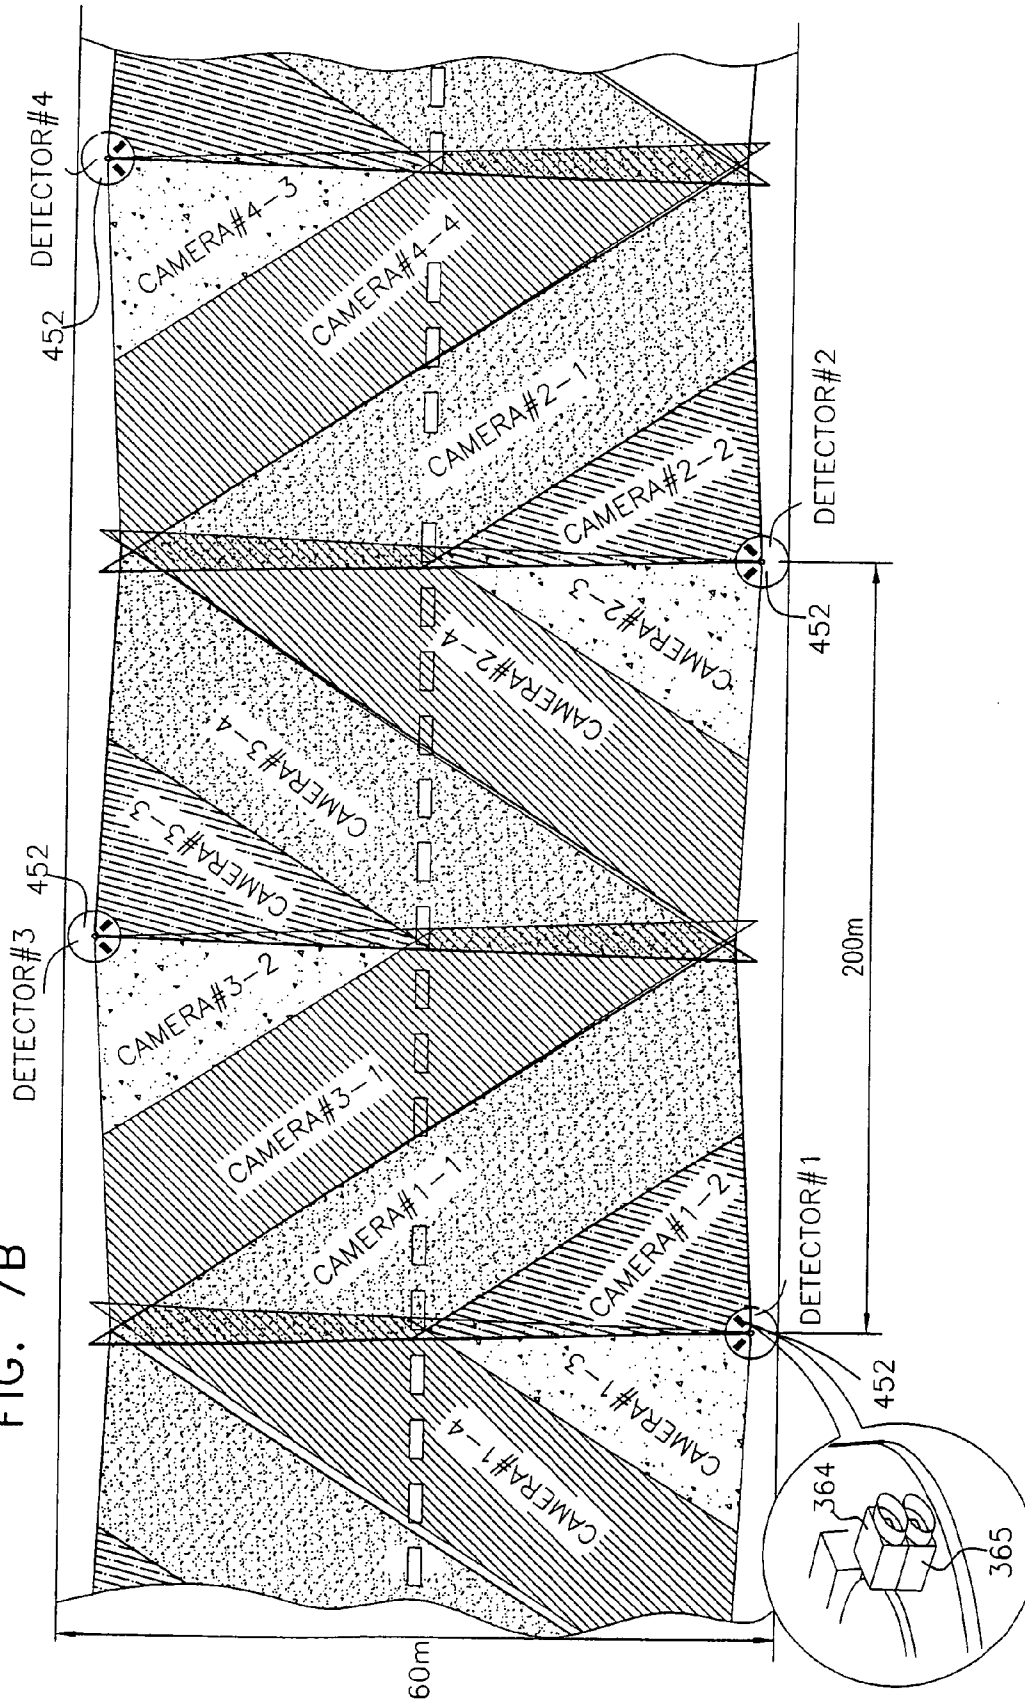 FIG. 7B
DETECTOR#3
452
DETECTOR#4
452
CAMERA#3-2
CAMERA#3-3
CAMERA#4-3
CAMERA#3-1
CAMERA#3-4
CAMERA#4-4
CAMERA#1-1
CAMERA#2-4
CAMERA#2-1
CAMERA#1-4
CAMERA#1-3
CAMERA#1-2
CAMERA#2-3
CAMERA#2-2
60m
DETECTOR#1
452
452
DETECTOR#2
200m
364
365